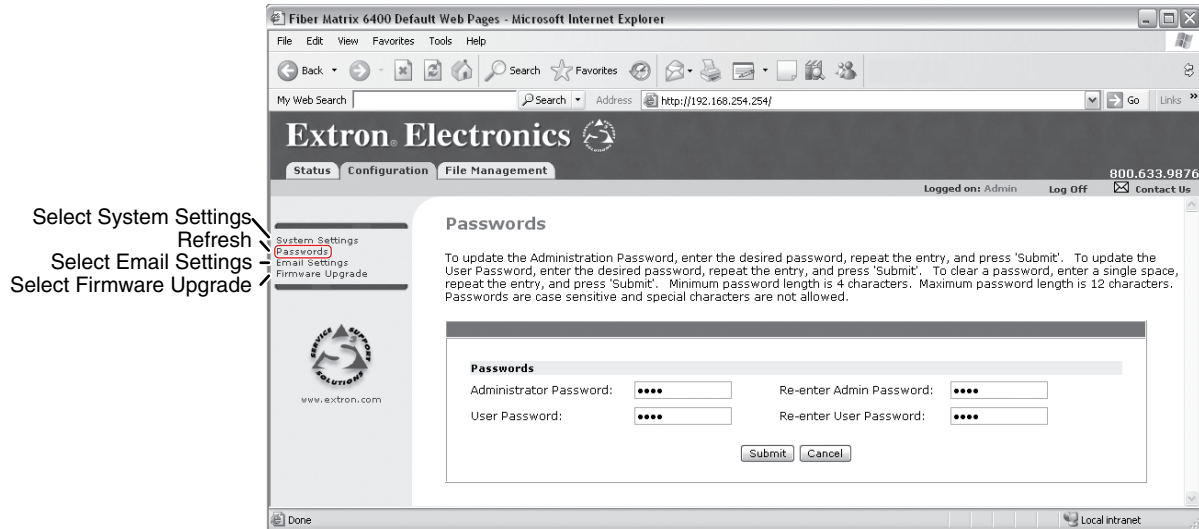 Fiber Matrix 6400 Default Web Pages - Microsoft Internet Explorer
File Edit View Favorites Tools Help
Back Search Favorites
My Web Search Search Address http://192.168.254.254/ Go Links »
Extron® Electronics
Status Configuration File Management
800.633.9876
Logged on: Admin Log Off Contact Us
Select System Settings
Refresh
Select Email Settings
Select Firmware Upgrade
System Settings
Passwords
Email Settings
Firmware Upgrade
SERVICE SUPPORT SOLUTIONS
S3
www.extron.com
Passwords
To update the Administration Password, enter the desired password, repeat the entry, and press 'Submit'. To update the
User Password, enter the desired password, repeat the entry, and press 'Submit'. To clear a password, enter a single space,
repeat the entry, and press 'Submit'. Minimum password length is 4 characters. Maximum password length is 12 characters.
Passwords are case sensitive and special characters are not allowed.
Passwords
Administrator Password: •••• Re-enter Admin Password: ••••
User Password: •••• Re-enter User Password: ••••
Submit Cancel
Done Local intranet